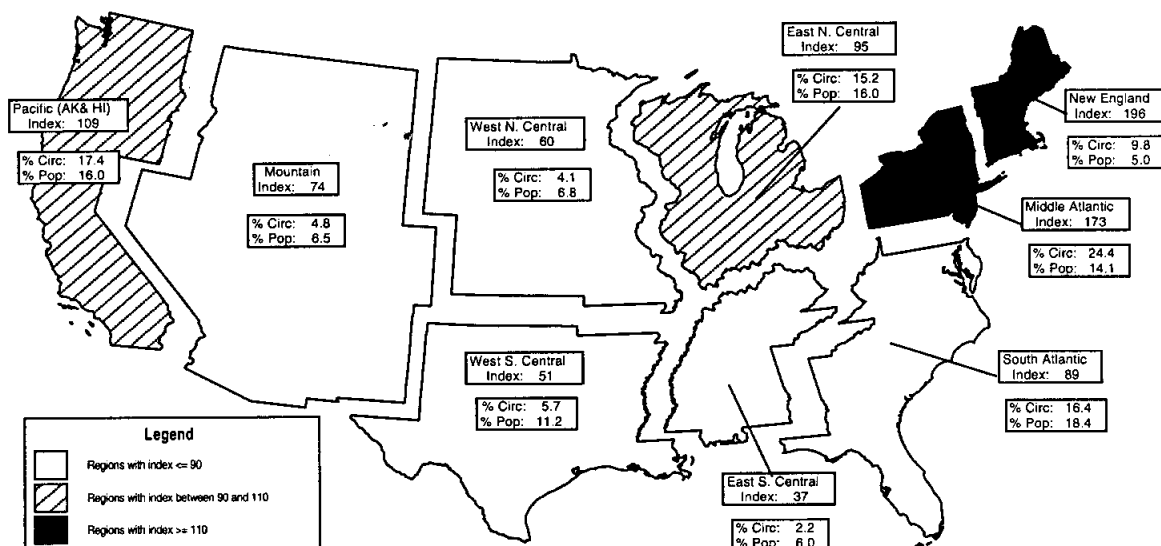 East N. Central
Index: 95
% Circ: 15.2
% Pop: 16.0
New England
Index: 196
% Circ: 9.8
% Pop: 5.0
Pacific (AK& HI)
Index: 109
% Circ: 17.4
% Pop: 16.0
West N. Central
Index: 60
% Circ: 4.1
% Pop: 6.8
Mountain
Index: 74
% Circ: 4.8
% Pop: 6.5
Middle Atlantic
Index: 173
% Circ: 24.4
% Pop: 14.1
West S. Central
Index: 51
% Circ: 5.7
% Pop: 11.2
South Atlantic
Index: 89
% Circ: 16.4
% Pop: 18.4
East S. Central
Index: 37
% Circ: 2.2
% Pop: 6.0
Legend
Regions with index <= 90
Regions with index between 90 and 110
Regions with index >= 110